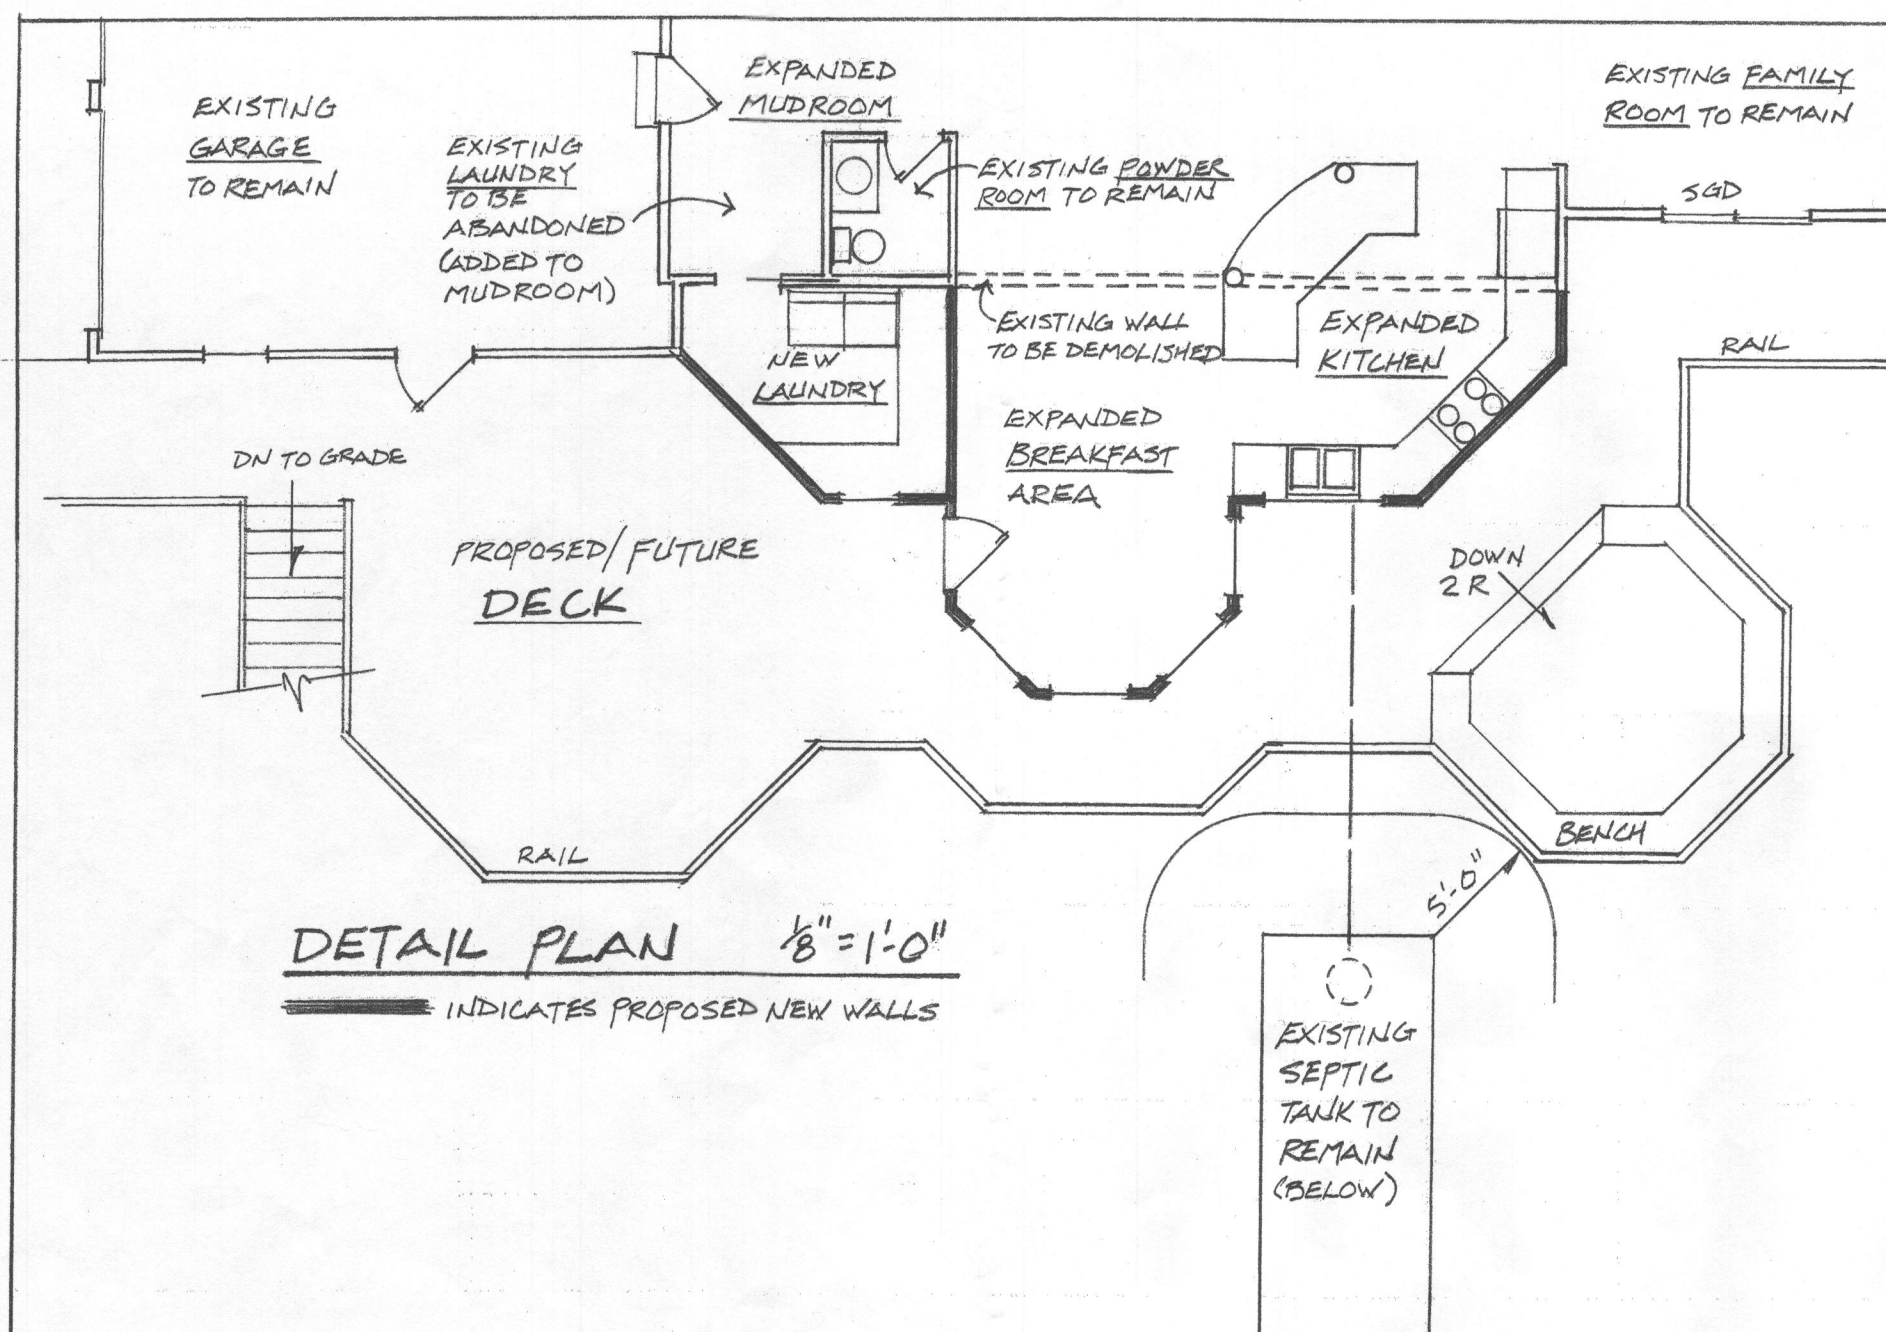 EXISTING
GARAGE
TO REMAIN
EXISTING
LAUNDRY
TO BE
ABANDONED
(ADDED TO
MUDROOM)
EXPANDED
MUDROOM
EXISTING POWDER
ROOM TO REMAIN
EXISTING FAMILY
ROOM TO REMAIN
SGD
EXISTING WALL
TO BE DEMOLISHED
EXPANDED
KITCHEN
RAIL
NEW
LAUNDRY
EXPANDED
BREAKFAST
AREA
DN TO GRADE
PROPOSED/FUTURE
DECK
DOWN
2 R
BENCH
RAIL
5'-0"
DETAIL PLAN 1/8"=1'-0"
INDICATES PROPOSED NEW WALLS
EXISTING
SEPTIC
TANK TO
REMAIN
(BELOW)